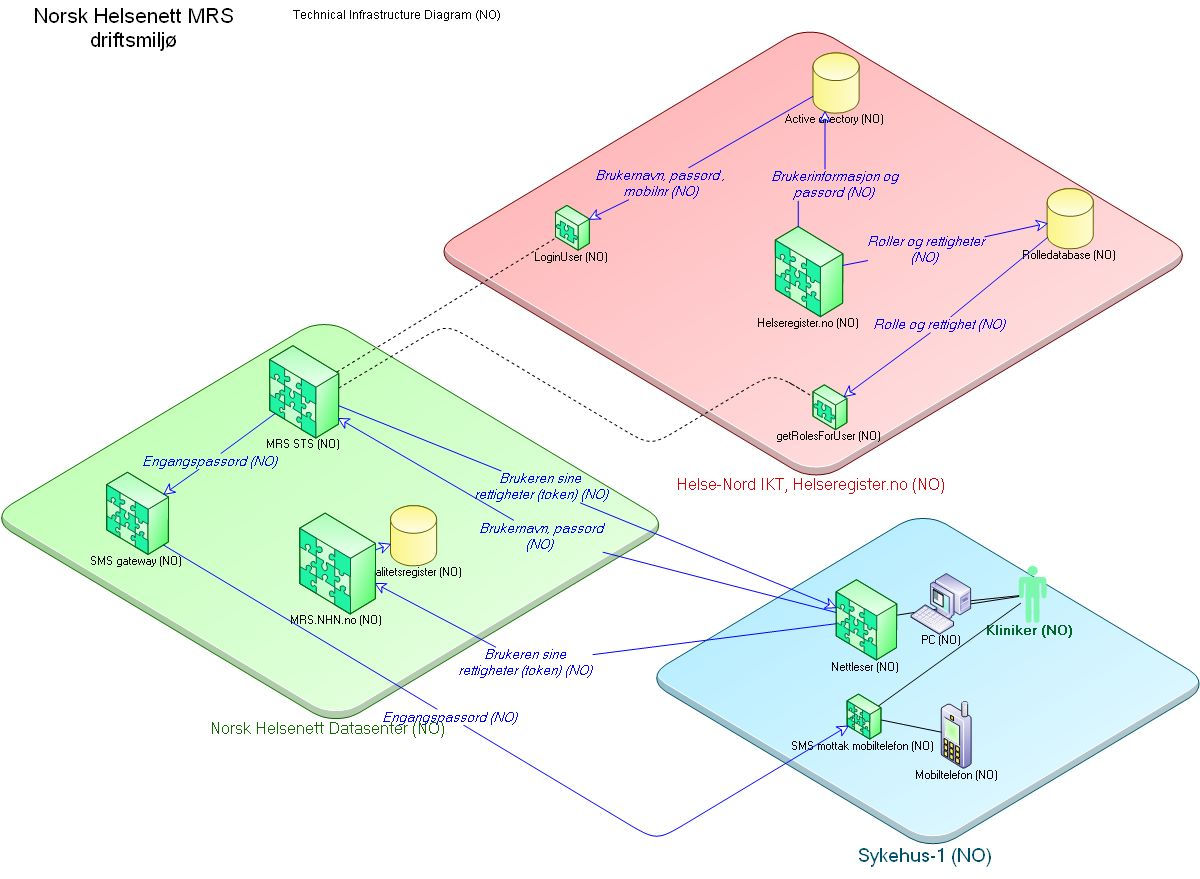 Norsk Helsenett MRS
driftsmiljø
Technical Infrastructure Diagram (NO)
Active directory (NO)
Brukernavn, passord,
mobilnr (NO)
Brukerinformasjon og
passord (NO)
LoginUser (NO)
Roller og rettigheter
(NO)
Rolledatabase (NO)
Helseregister.no (NO)
Rolle og rettighet (NO)
getRolesForUser (NO)
Helse-Nord IKT, Helseregister.no (NO)
MRS STS (NO)
Engangspassord (NO)
Brukeren sine
rettigheter (token) (NO)
Brukernavn, passord
(NO)
SMS gateway (NO)
alitetsregister (NO)
MRS.NHN.no (NO)
Brukeren sine
rettigheter (token) (NO)
Engangspassord (NO)
Norsk Helsenett Datasenter (NO)
PC (NO)
Kliniker (NO)
Nettleser (NO)
SMS mottak mobiltelefon (NO)
Mobiltelefon (NO)
Sykehus-1 (NO)